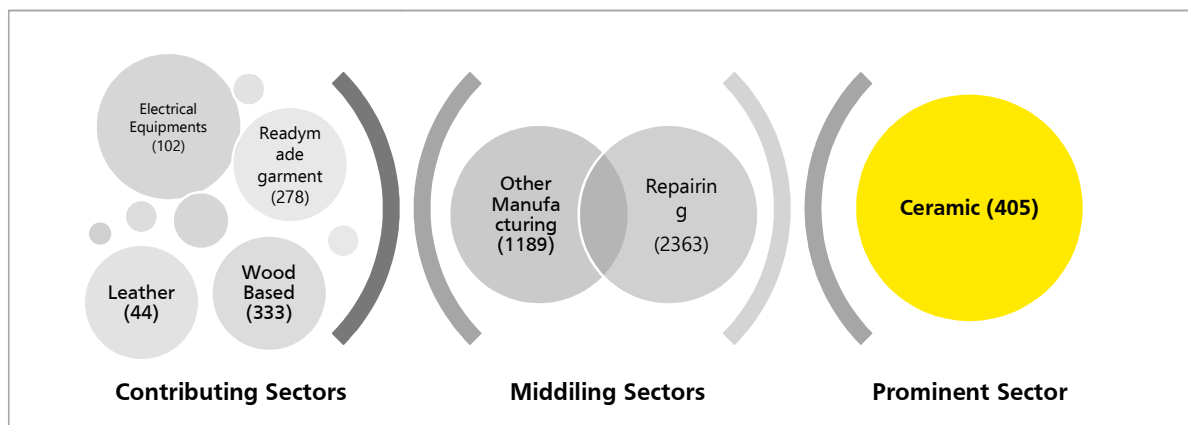 Electrical
Equipments
(102)
Readym
ade
garment
(278)
Leather
(44)
Wood
Based
(333)
Contributing Sectors
Other
Manufa
cturing
(1189)
Repairin
g
(2363)
Middiling Sectors
Ceramic (405)
Prominent Sector